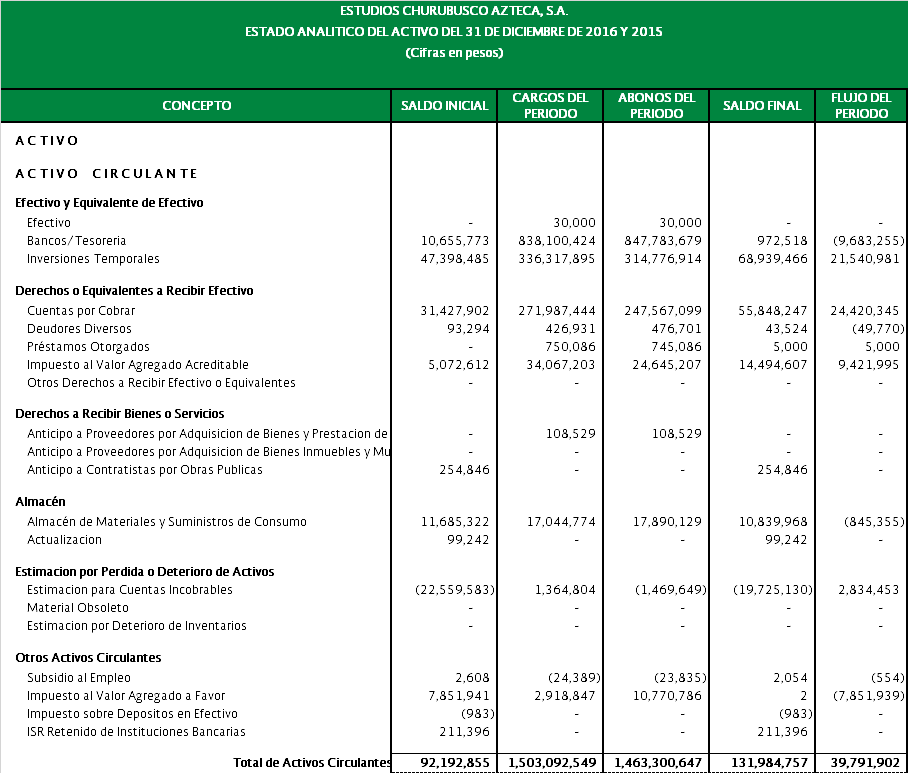 ESTUDIOS CHURUBUSCO AZTECA, S.A.
ESTADO ANALITICO DEL ACTIVO DEL 31 DE DICIEMBRE DE 2016 Y 2015
(Cifras en pesos)
CONCEPTO SALDO INICIAL CARGOS DEL PERIODO ABONOS DEL PERIODO SALDO FINAL FLUJO DEL PERIODO
A C T I V O
A C T I V O C I R C U L A N T E
Efectivo y Equivalente de Efectivo
Efectivo - 30,000 30,000 - -
Bancos/Tesoreria 10,655,773 838,100,424 847,783,679 972,518 (9,683,255)
Inversiones Temporales 47,398,485 336,317,895 314,776,914 68,939,466 21,540,981
Derechos o Equivalentes a Recibir Efectivo
Cuentas por Cobrar 31,427,902 271,987,444 247,567,099 55,848,247 24,420,345
Deudores Diversos 93,294 426,931 476,701 43,524 (49,770)
Préstamos Otorgados - 750,086 745,086 5,000 5,000
Impuesto al Valor Agregado Acreditable 5,072,612 34,067,203 24,645,207 14,494,607 9,421,995
Otros Derechos a Recibir Efectivo o Equivalentes - - - - -
Derechos a Recibir Bienes o Servicios
Anticipo a Proveedores por Adquisicion de Bienes y Prestacion de - 108,529 108,529 - -
Anticipo a Proveedores por Adquisicion de Bienes Inmuebles y Mu - - - - -
Anticipo a Contratistas por Obras Publicas 254,846 - - 254,846 -
Almacén
Almacén de Materiales y Suministros de Consumo 11,685,322 17,044,774 17,890,129 10,839,968 (845,355)
Actualizacion 99,242 - - 99,242 -
Estimacion por Perdida o Deterioro de Activos
Estimacion para Cuentas Incobrables (22,559,583) 1,364,804 (1,469,649) (19,725,130) 2,834,453
Material Obsoleto - - - - -
Estimacion por Deterioro de Inventarios - - - - -
Otros Activos Circulantes
Subsidio al Empleo 2,608 (24,389) (23,835) 2,054 (554)
Impuesto al Valor Agregado a Favor 7,851,941 2,918,847 10,770,786 2 (7,851,939)
Impuesto sobre Depositos en Efectivo (983) - - (983) -
ISR Retenido de Instituciones Bancarias 211,396 - - 211,396 -
Total de Activos Circulantes 92,192,855 1,503,092,549 1,463,300,647 131,984,757 39,791,902